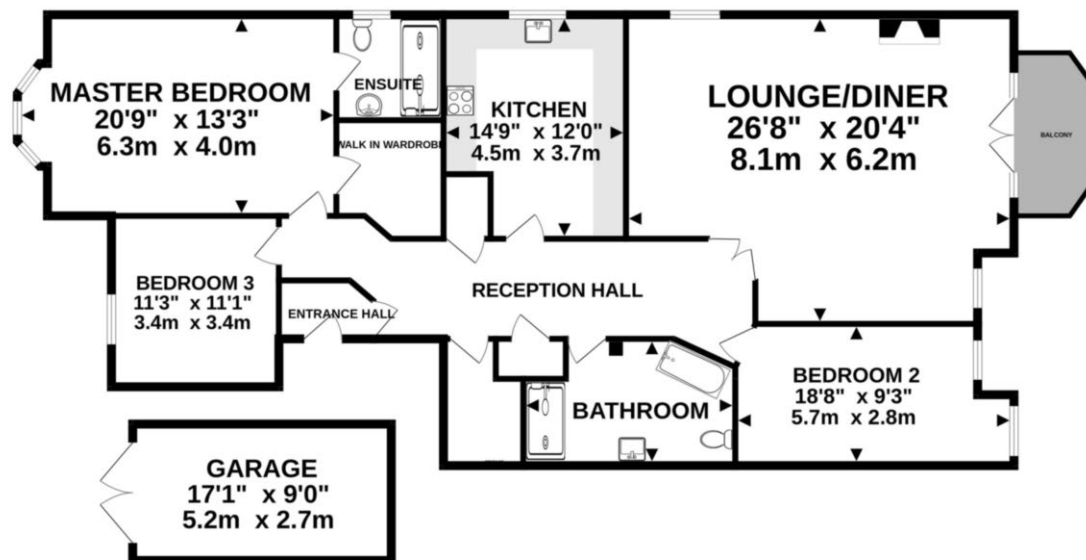 MASTER BEDROOM
20'9" x 13'3"
6.3m x 4.0m
ENSUITE
WALK IN WARDROBE
KITCHEN
14'9" x 12'0"
4.5m x 3.7m
LOUNGE/DINER
26'8" x 20'4"
8.1m x 6.2m
BALCONY
BEDROOM 3
11'3" x 11'1"
3.4m x 3.4m
ENTRANCE HALL
RECEPTION HALL
BATHROOM
BEDROOM 2
18'8" x 9'3"
5.7m x 2.8m
GARAGE
17'1" x 9'0"
5.2m x 2.7m